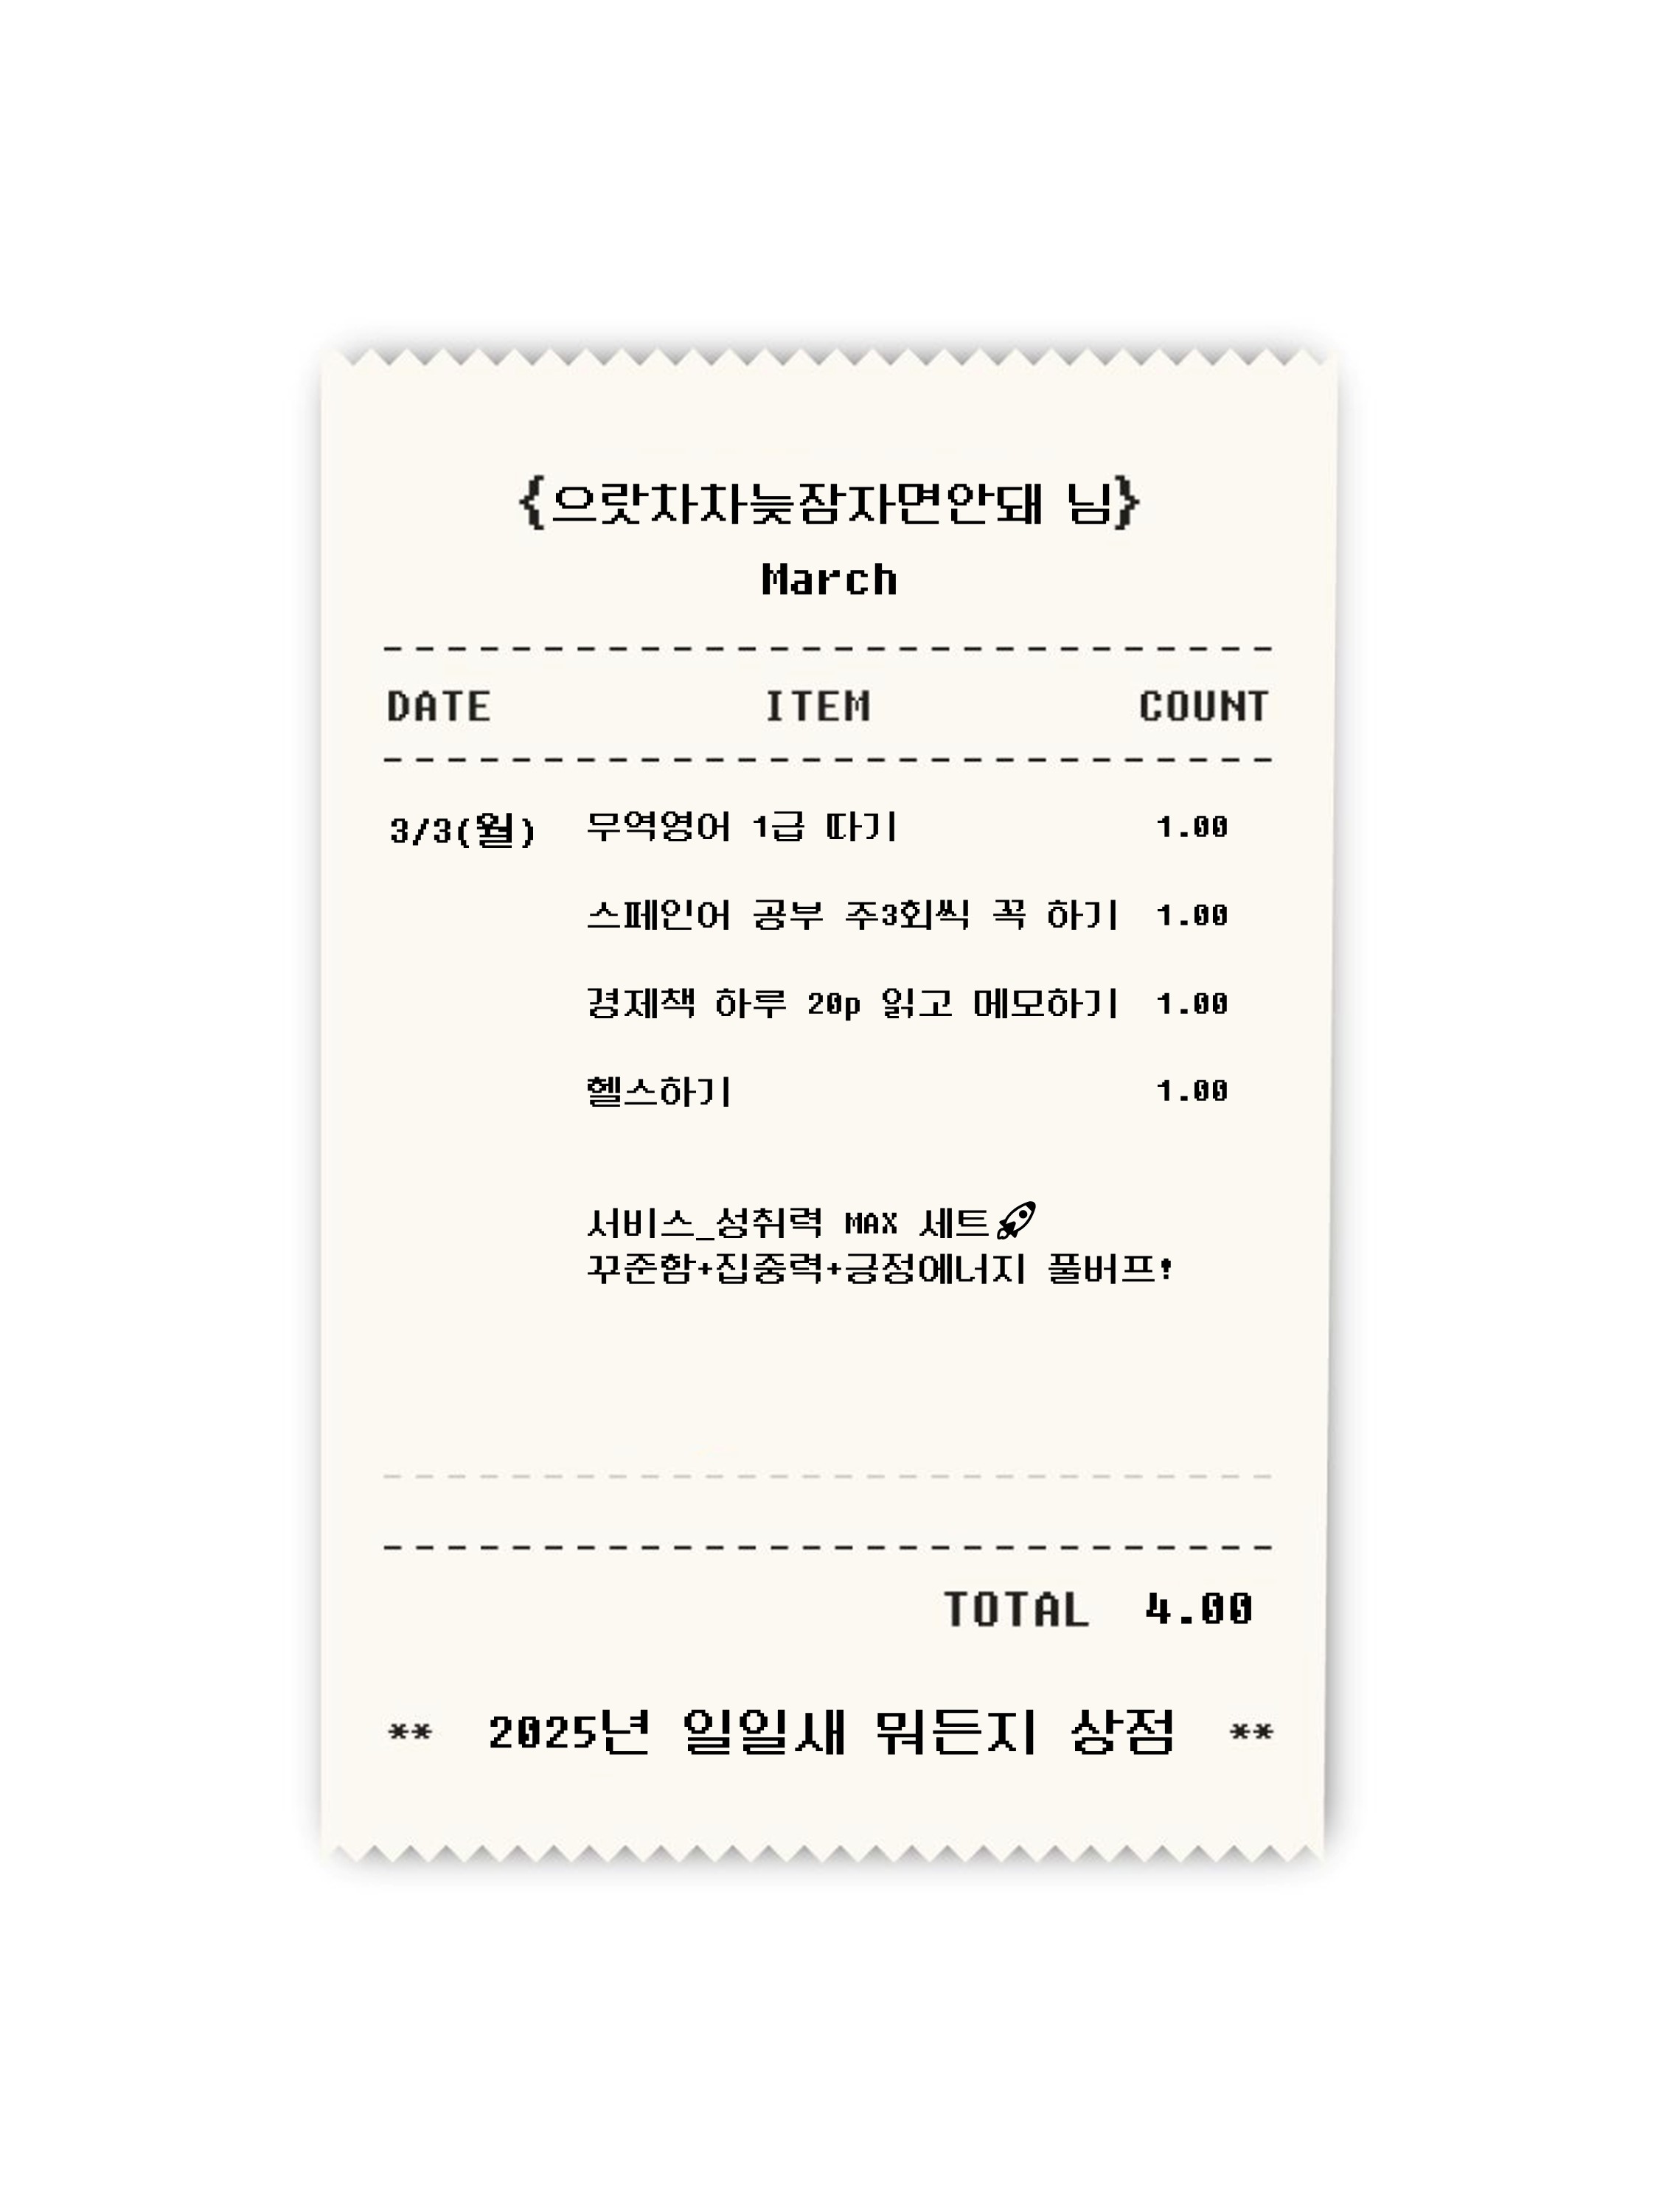 {으랏차차늦잠자면안돼 님}
March
DATE ITEM COUNT
3/3(월) 무역영어 1급 따기 1.00
스페인어 공부 주3회씩 꼭 하기 1.00
경제책 하루 20p 읽고 메모하기 1.00
헬스하기 1.00
서비스_성취력 MAX 세트🚀
꾸준함+집중력+긍정에너지 풀버프!
TOTAL 4.00
** 2025년 일일새 뭐든지 상점 **